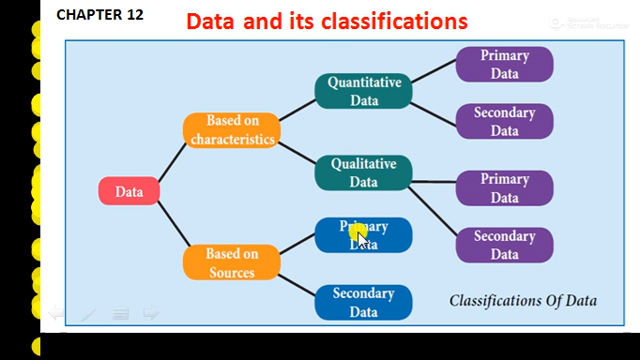 CHAPTER 12
Data and its classifications
Primary
Data
Quantitative
Data
Secondary
Data
Based on
characteristics
Qualitative
Data
Primary
Data
Data
Primary
Data
Secondary
Data
Based on
Sources
Secondary
Data
Classifications Of Data